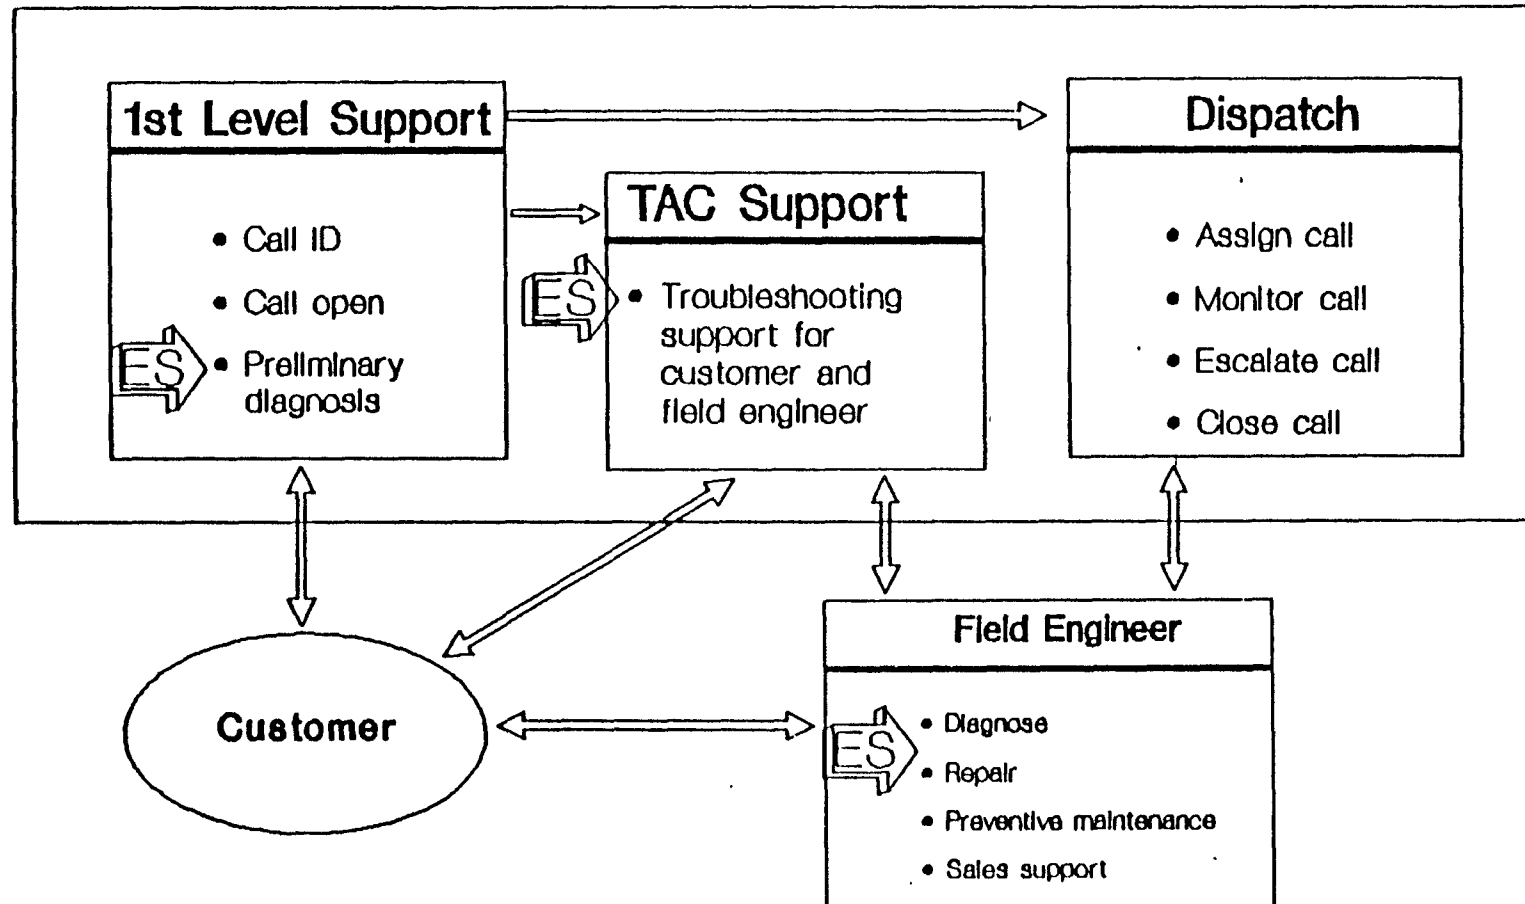 1st Level Support
• Call ID
• Call open
ES
• Preliminary
diagnosis
TAC Support
ES
• Troubleshooting
support for
customer and
field engineer
Dispatch
• Assign call
• Monitor call
• Escalate call
• Close call
Customer
Field Engineer
ES
• Diagnose
• Repair
• Preventive maintenance
• Sales support